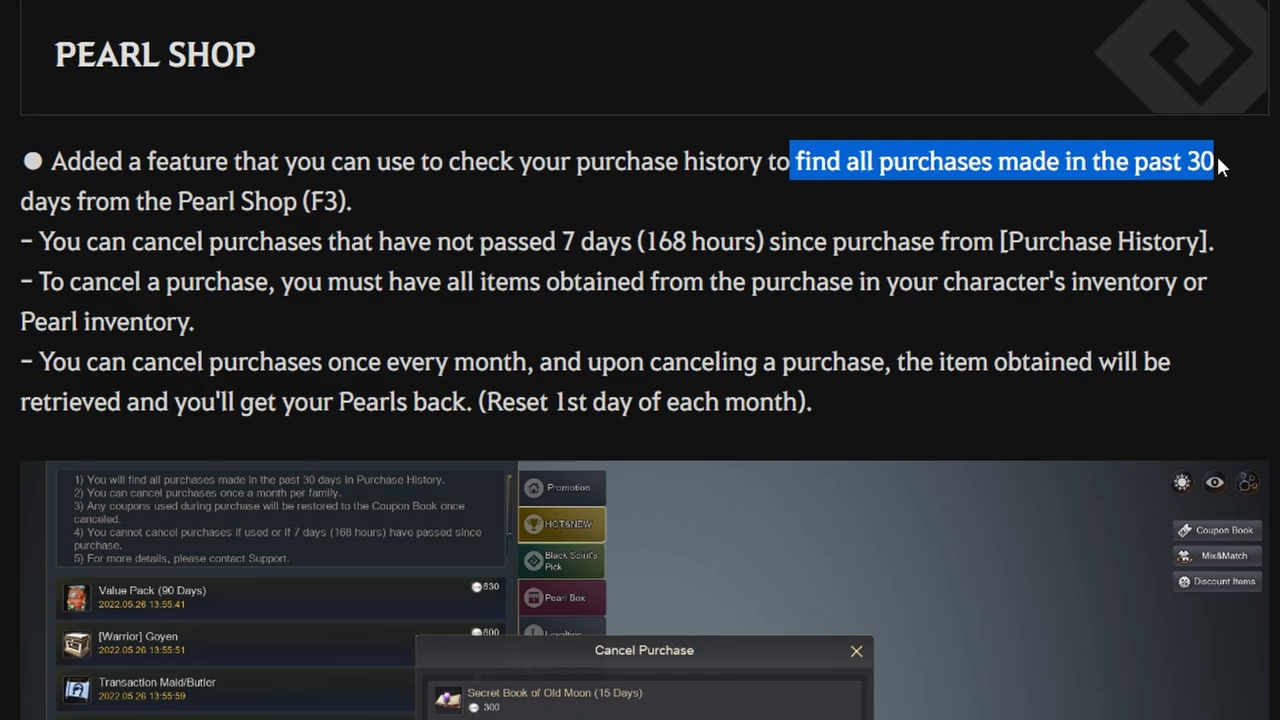 PEARL SHOP
● Added a feature that you can use to check your purchase history to find all purchases made in the past 30
days from the Pearl Shop (F3).
- You can cancel purchases that have not passed 7 days (168 hours) since purchase from [Purchase History].
- To cancel a purchase, you must have all items obtained from the purchase in your character's inventory or
Pearl inventory.
- You can cancel purchases once every month, and upon canceling a purchase, the item obtained will be
retrieved and you'll get your Pearls back. (Reset 1st day of each month).
1) You will find all purchases made in the past 30 days in Purchase History.
2) You can cancel purchases once a month per family.
3) Any coupons used during purchase will be restored to the Coupon Book once
canceled.
4) You cannot cancel purchases if used or if 7 days (168 hours) have passed since
purchase.
5) For more details, please contact Support.
Value Pack (90 Days)
830
2022.05.26 13:55:41
[Warrior] Goyen
800
2022.05.26 13:55:51
Transaction Maid/Butler
2022.05.26 13:55:59
Promotion
HOT&NEW
Black Spirit's
Pick
Pearl Box
Loyalties
Coupon Book
Mix&Match
Discount Items
Cancel Purchase
Secret Book of Old Moon (15 Days)
300